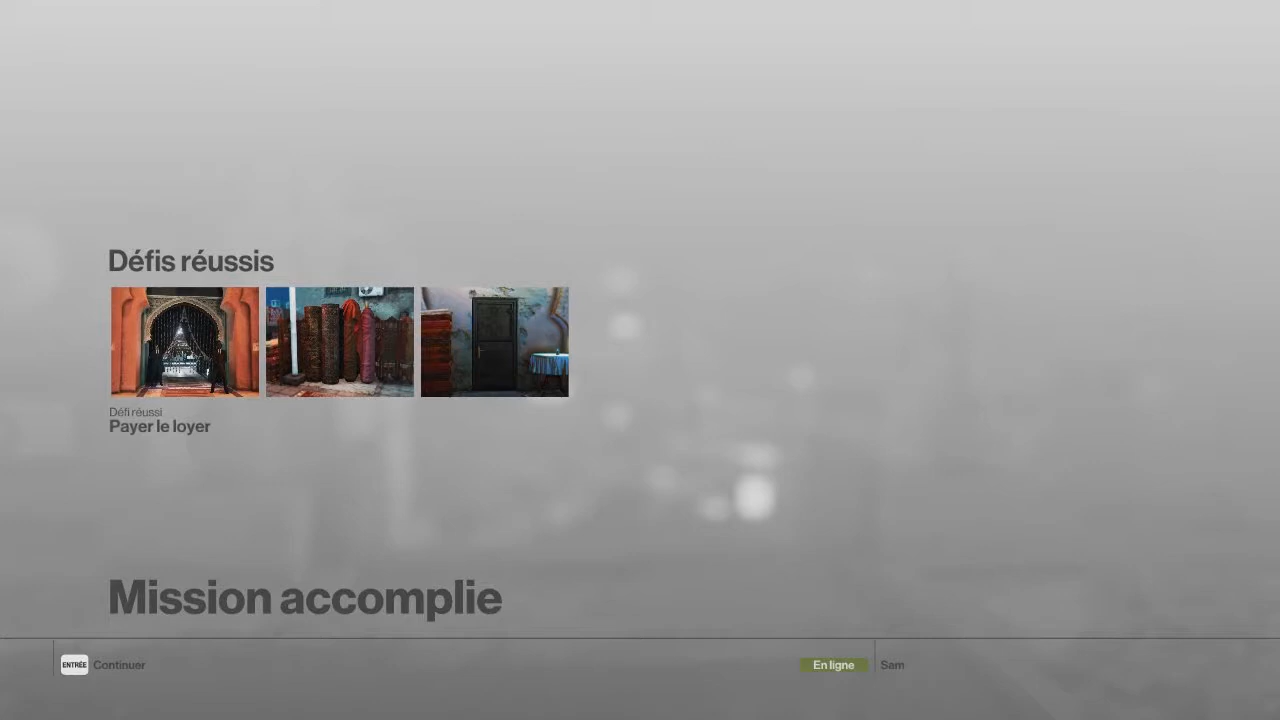 Défis réussis
Défi réussi
Payer le loyer
Mission accomplie
ENTRÉE Continuer
En ligne
Sam